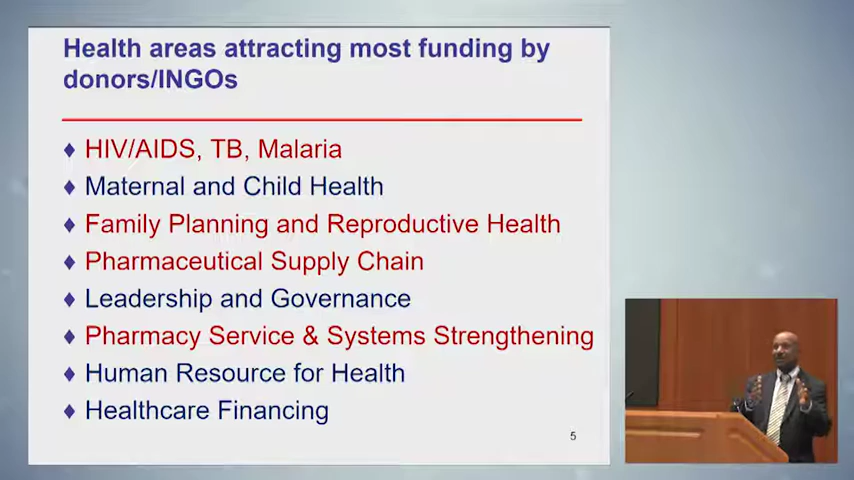 Health areas attracting most funding by
donors/INGOs
♦ HIV/AIDS, TB, Malaria
♦ Maternal and Child Health
♦ Family Planning and Reproductive Health
♦ Pharmaceutical Supply Chain
♦ Leadership and Governance
♦ Pharmacy Service & Systems Strengthening
♦ Human Resource for Health
♦ Healthcare Financing
5